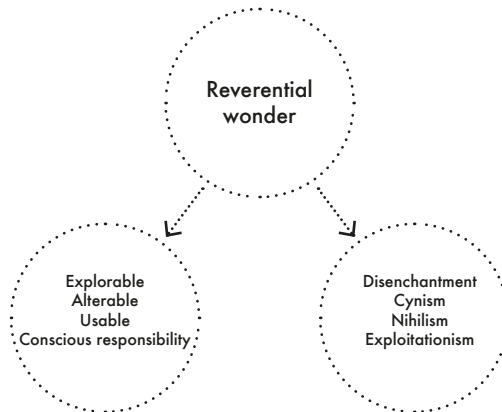 Reverential
wonder
Explorable
Alterable
Usable
Conscious responsibility
Disenchantment
Cynism
Nihilism
Exploitationism